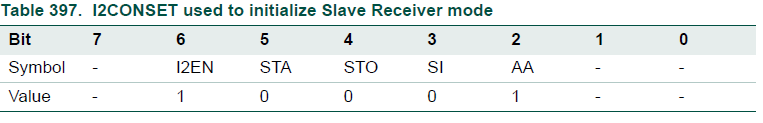 Table 397. I2CONSET used to initialize Slave Receiver mode
Bit 7 6 5 4 3 2 1 0
Symbol - I2EN STA STO SI AA - -
Value - 1 0 0 0 1 - -